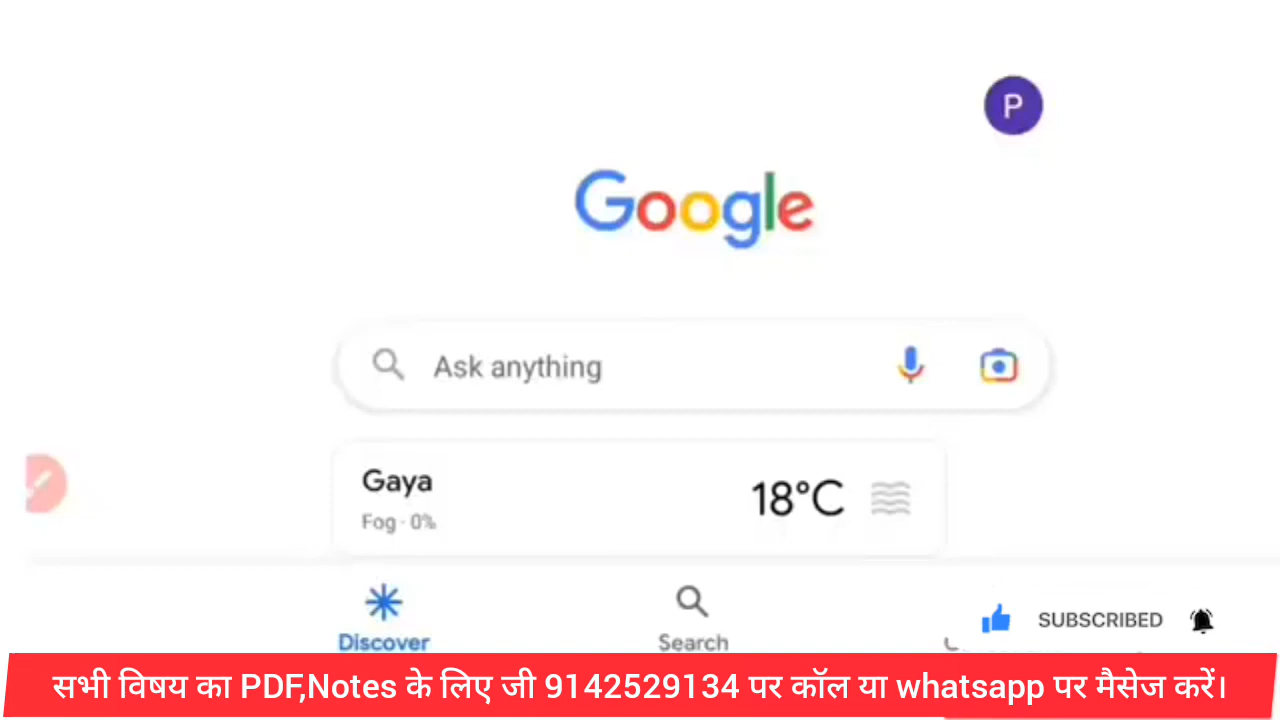 P
Google
Ask anything
Gaya
18°C
Fog · 0%
Discover
Search
SUBSCRIBED
सभी विषय का PDF,Notes के लिए जी 9142529134 पर कॉल या whatsapp पर मैसेज करें।